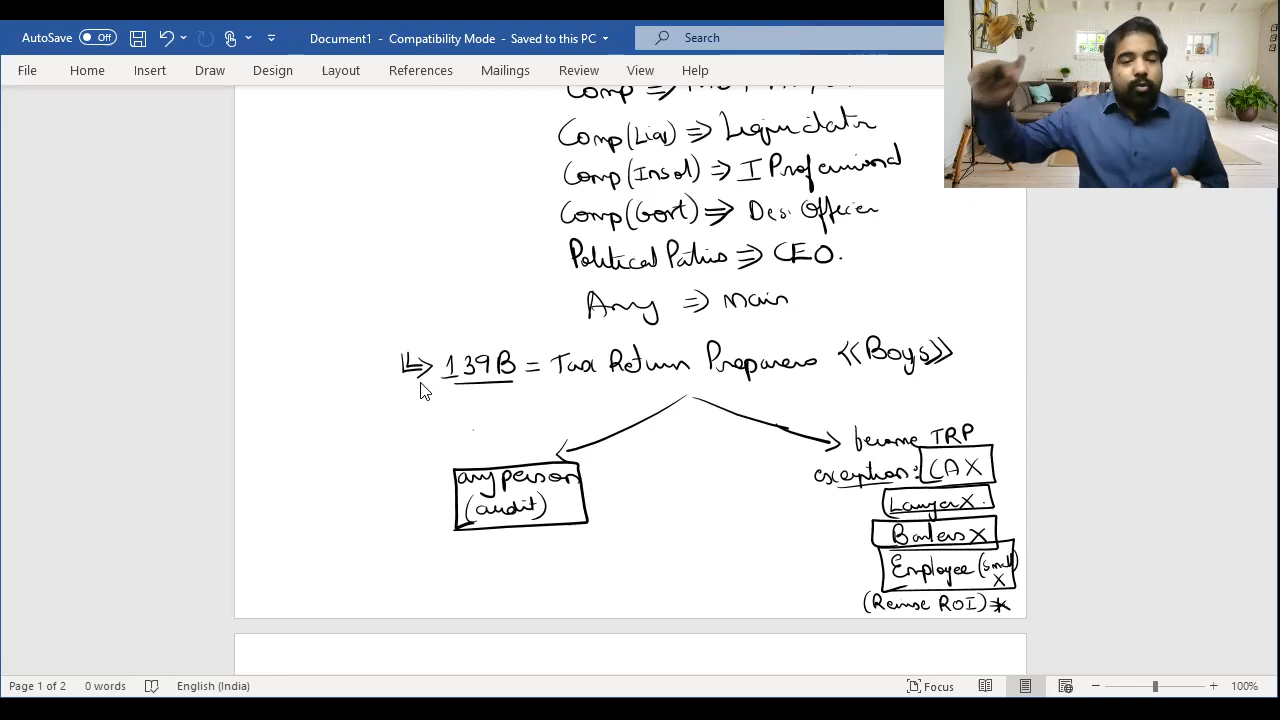 AutoSave Off
Document1 - Compatibility Mode - Saved to this PC
Search
File Home Insert Draw Design Layout References Mailings Review View Help
Comp ⇒
Comp(Liq) ⇒ Liquidator
Comp(Insol) ⇒ I Professional
Comp(Govt) ⇒ Des. Officer
Political Parties ⇒ CEO.
Any ⇒ Main
139B = Tax Return Preparers «Boys»
any person
(audit)
become TRP
exception: CA X
Lawyer X.
Bankers X
Employee (small)
X
(Revise ROI)*
Page 1 of 2 0 words English (India) Focus 100%